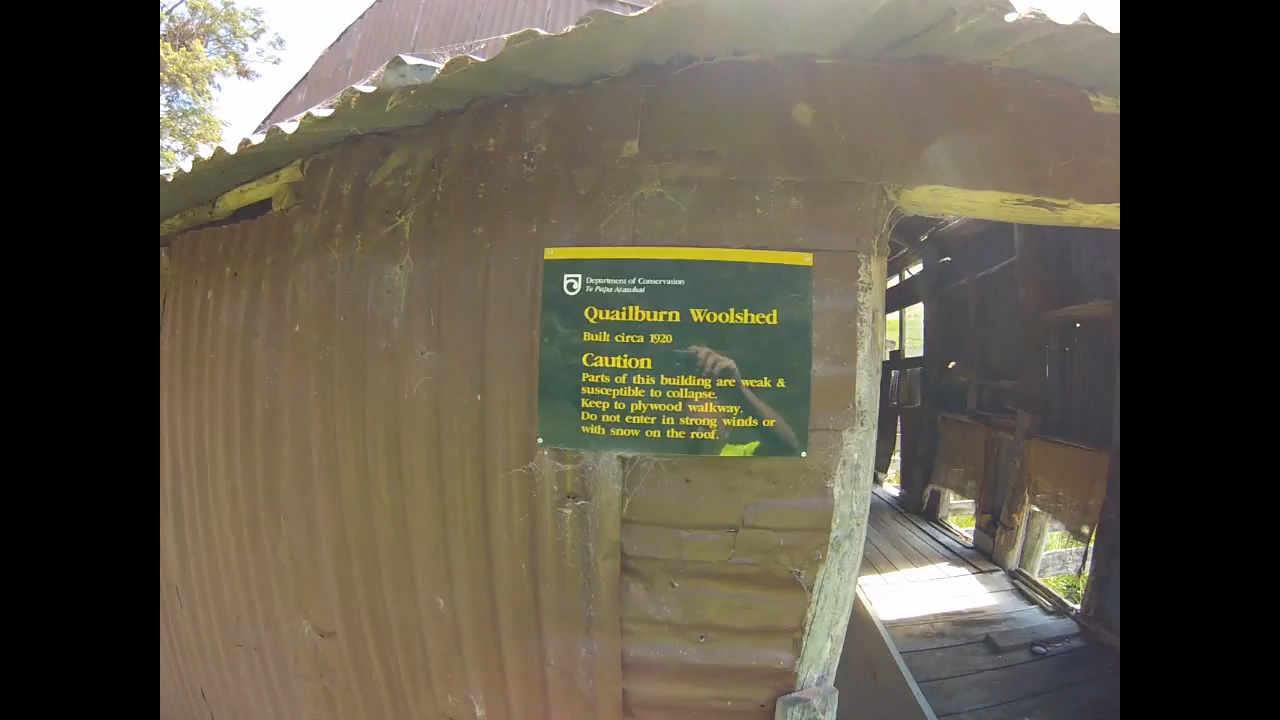 Department of Conservation
Te Papa Atawhai
Quailburn Woolshed
Built circa 1920
Caution
Parts of this building are weak &
susceptible to collapse.
Keep to plywood walkway.
Do not enter in strong winds or
with snow on the roof.